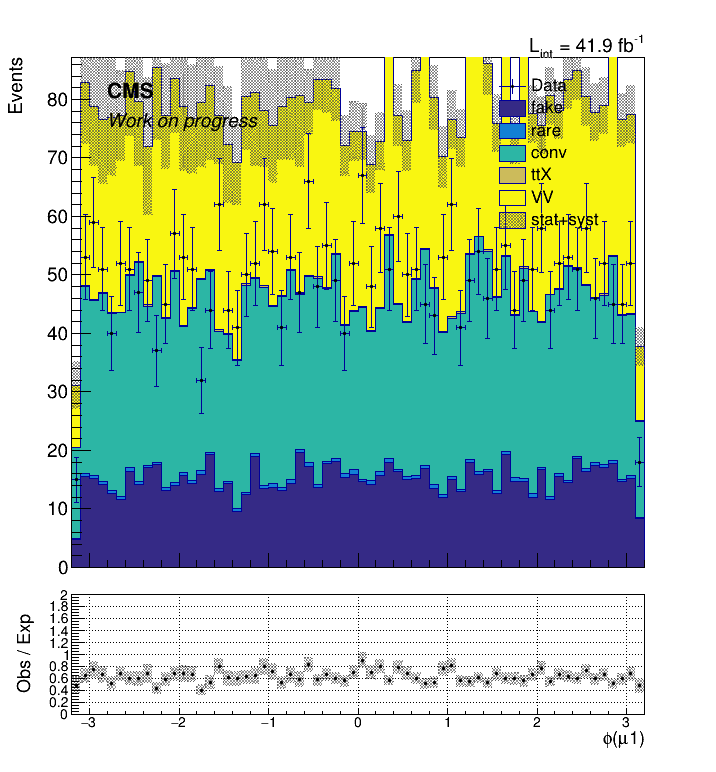 L_int = 41.9 fb^-1
Events
CMS
Work on progress
Data
fake
rare
conv
ttX
VV
stat+syst
80
70
60
50
40
30
20
10
0
Obs / Exp
2
1.8
1.6
1.4
1.2
1
0.8
0.6
0.4
0.2
0
−3
−2
−1
0
1
2
3
ϕ(μ1)